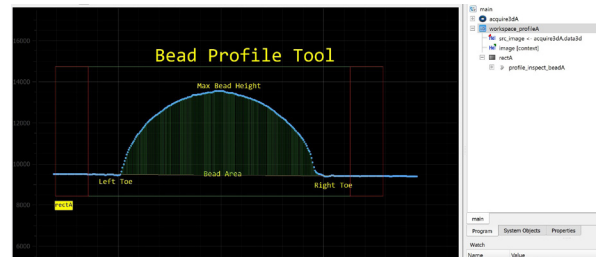 Bead Profile Tool
16000
14000
Max Bead Height
12000
10000
Left Toe
Bead Area
Right Toe
rectA
8000
6000
main
acquire3dA
workspace_profileA
src_image <- acquire3dA.data3d
image [context]
rectA
profile_inspect_beadA
main
Program
System Objects
Properties
Watch
Name
Value